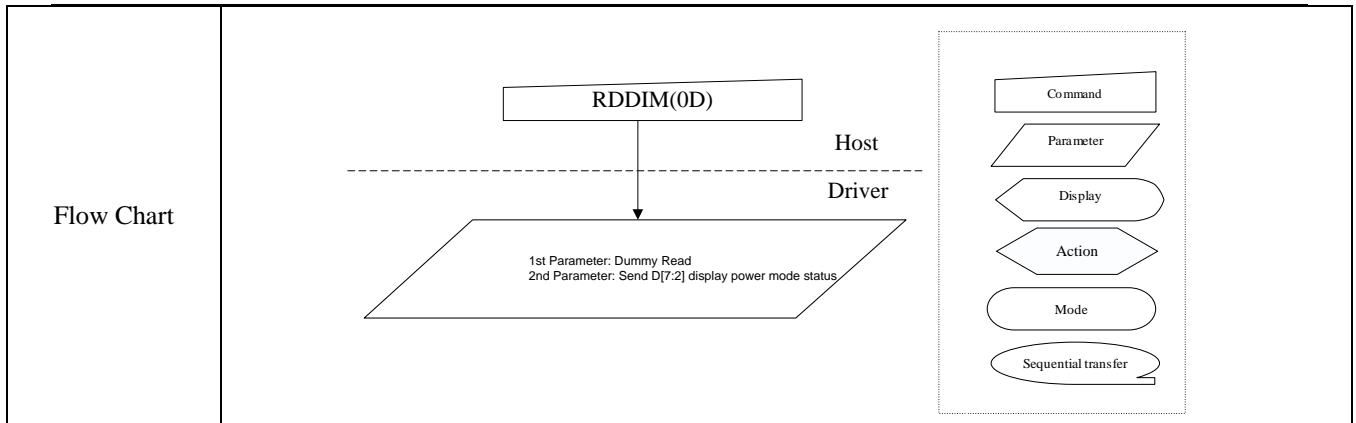 Flow Chart
RDDIM(0D)
Host
Driver
1st Parameter: Dummy Read
2nd Parameter: Send D[7:2] display power mode status
Command
Parameter
Display
Action
Mode
Sequential transfer